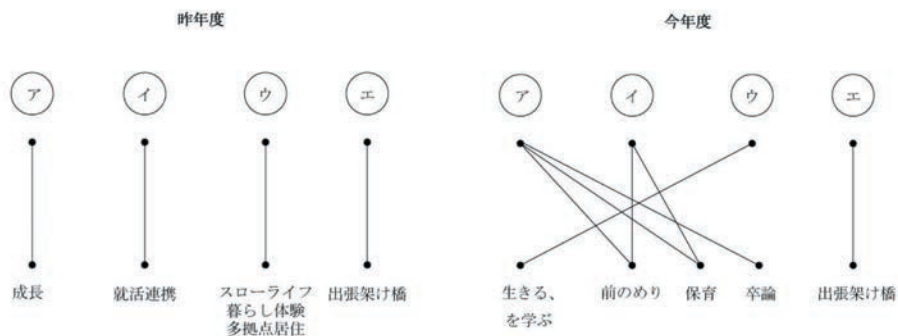 昨年度
今年度
ア イ ウ エ
ア イ ウ エ
成長
就活連携
スローライフ
暮らし体験
多拠点居住
出張架け橋
生きる、
を学ぶ
前のめり
保育
卒論
出張架け橋